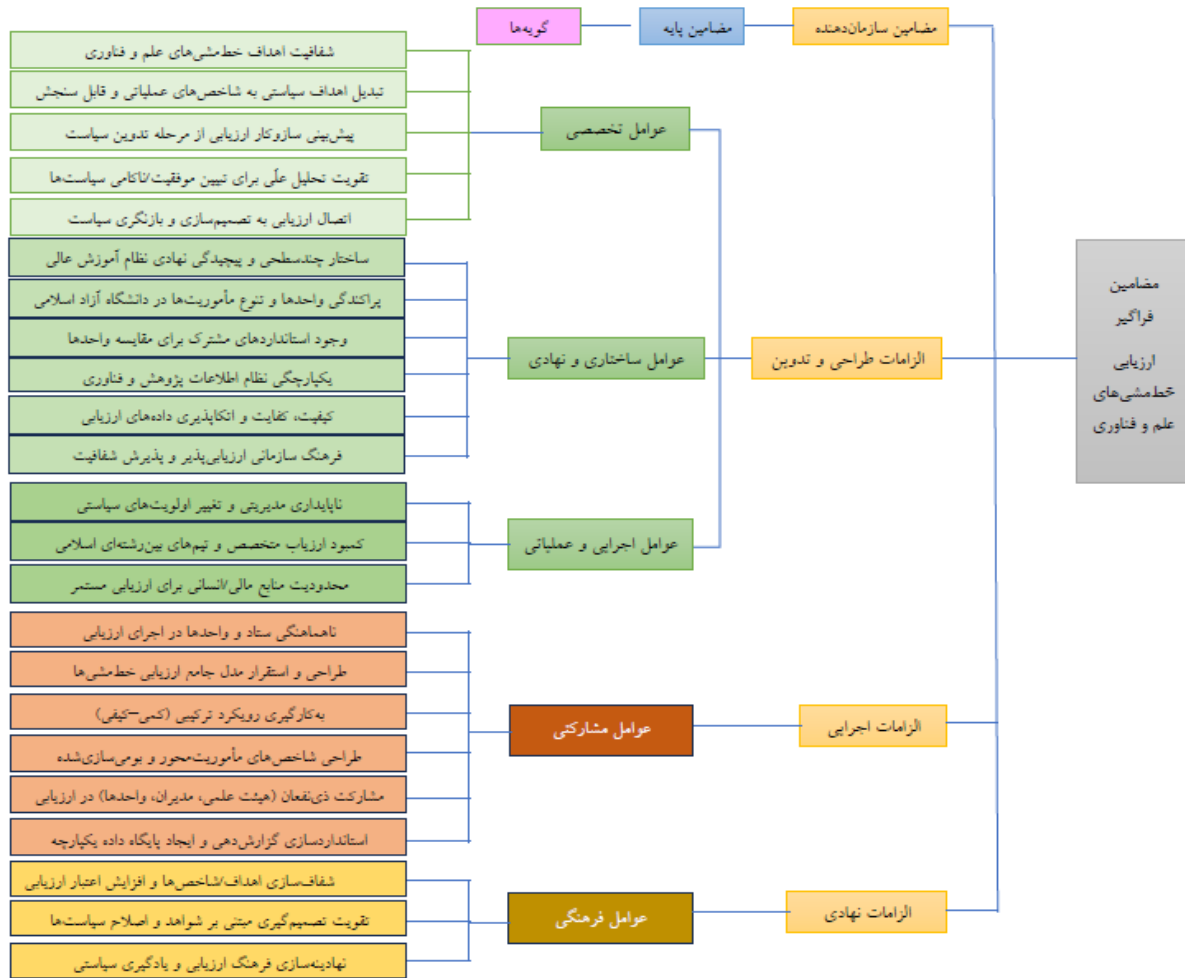 مضامین سازمان‌دهنده
مضامین پایه
گویه‌ها
مضامین
فراگیر
ارزیابی
خط‌مشی‌های
علم و فناوری
الزامات طراحی و تدوین
عوامل تخصصی
شفافیت اهداف خط‌مشی‌های علم و فناوری
تبدیل اهداف سیاستی به شاخص‌های عملیاتی و قابل سنجش
پیش‌بینی سازوکار ارزیابی از مرحله تدوین سیاست
تقویت تحلیل علّی برای تبیین موفقیت/ناکامی سیاست‌ها
اتصال ارزیابی به تصمیم‌سازی و بازنگری سیاست
عوامل ساختاری و نهادی
ساختار چندسطحی و پیچیدگی نهادی نظام آموزش عالی
پراکندگی واحدها و تنوع مأموریت‌ها در دانشگاه آزاد اسلامی
وجود استانداردهای مشترک برای مقایسه واحدها
یکپارچگی نظام اطلاعات پژوهش و فناوری
کیفیت، کفایت و اتکاپذیری داده‌های ارزیابی
فرهنگ سازمانی ارزیابی‌پذیر و پذیرش شفافیت
عوامل اجرایی و عملیاتی
ناپایداری مدیریتی و تغییر اولویت‌های سیاستی
کمبود ارزیاب متخصص و تیم‌های بین‌رشته‌ای اسلامی
محدودیت منابع مالی/انسانی برای ارزیابی مستمر
الزامات اجرایی
عوامل مشارکتی
ناهماهنگی ستاد و واحدها در اجرای ارزیابی
طراحی و استقرار مدل جامع ارزیابی خط‌مشی‌ها
به‌کارگیری رویکرد ترکیبی (کمی–کیفی)
طراحی شاخص‌های مأموریت‌محور و بومی‌سازی‌شده
مشارکت ذی‌نفعان (هیئت علمی، مدیران، واحدها) در ارزیابی
استانداردسازی گزارش‌دهی و ایجاد پایگاه داده یکپارچه
الزامات نهادی
عوامل فرهنگی
شفاف‌سازی اهداف/شاخص‌ها و افزایش اعتبار ارزیابی
تقویت تصمیم‌گیری مبتنی بر شواهد و اصلاح سیاست‌ها
نهادینه‌سازی فرهنگ ارزیابی و یادگیری سیاستی